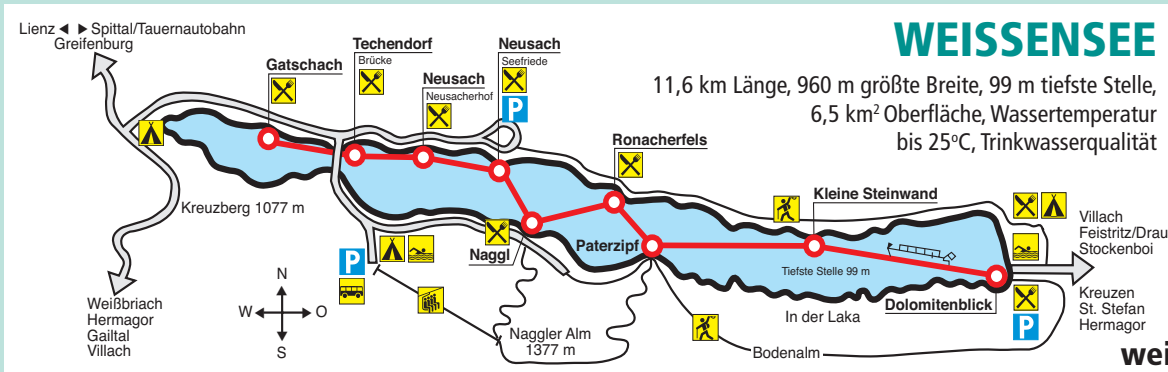 WEISSENSEE
11,6 km Länge, 960 m größte Breite, 99 m tiefste Stelle,
6,5 km² Oberfläche, Wassertemperatur
bis 25°C, Trinkwasserqualität
Lienz ◄ ► Spittal/Tauernautobahn
Greifenburg
Gatschach
Techendorf
Brücke
Neusach
Neusacherhof
Neusach
Seefriede
P
Ronacherfels
Kleine Steinwand
Kreuzberg 1077 m
Naggl
Paterzipf
Tiefste Stelle 99 m
Dolomitenblick
Villach
Feistritz/Drau
Stockenboi
Kreuzen
St. Stefan
Hermagor
P
P
Weißbriach
Hermagor
Gailtal
Villach
N
W
O
S
Naggler Alm
1377 m
In der Laka
Bodenalm
wei